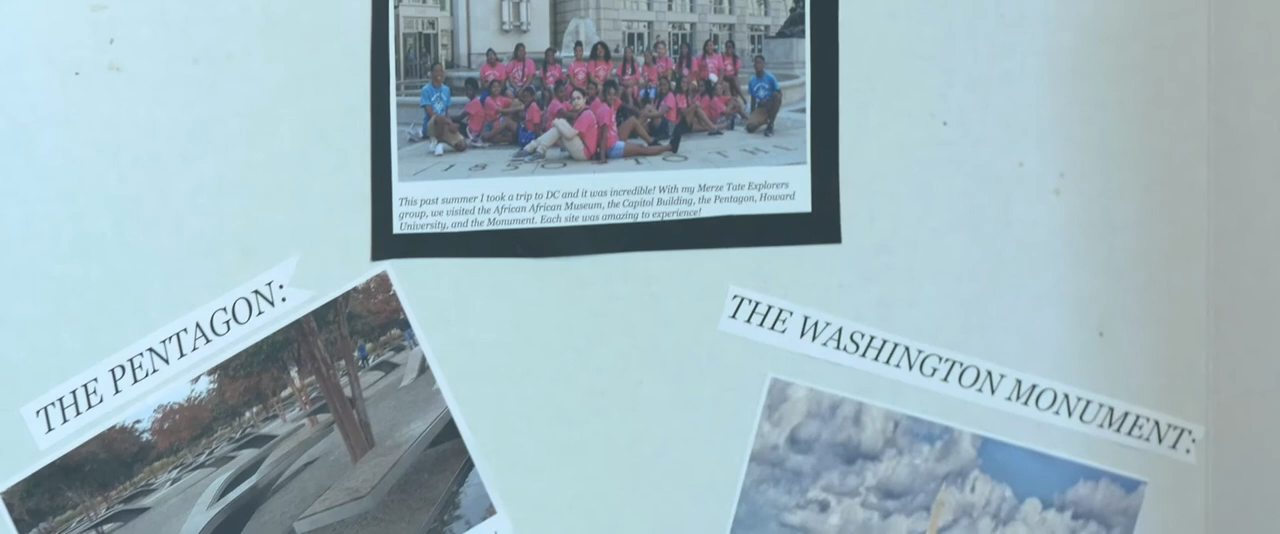 This past summer I took a trip to DC and it was incredible! With my Merze Tate Explorers
group, we visited the African African Museum, the Capitol Building, the Pentagon, Howard
University, and the Monument. Each site was amazing to experience!
THE PENTAGON:
THE WASHINGTON MONUMENT: